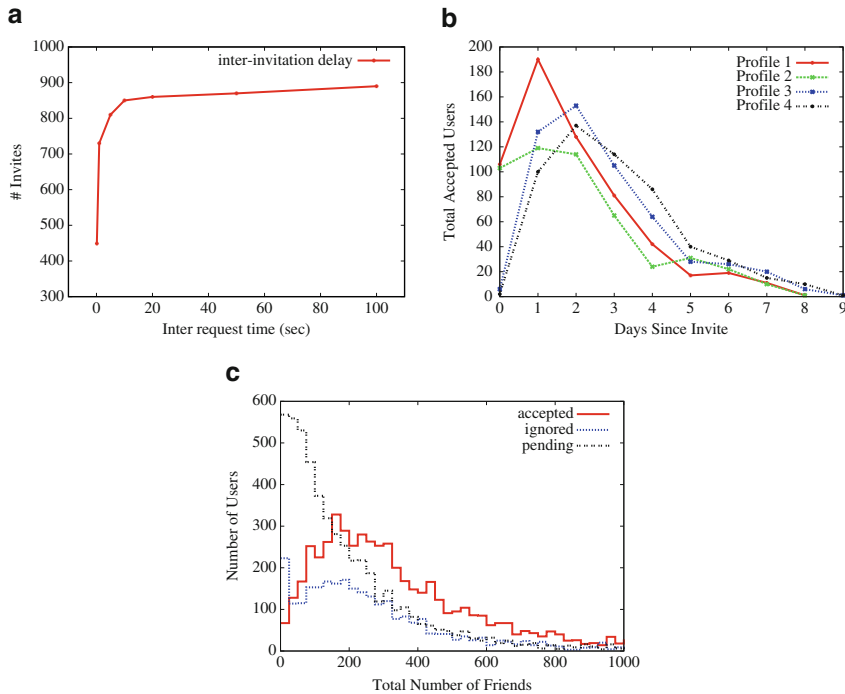 a
1000
900
800
700
600
500
400
300
# Invites
inter-invitation delay
0 20 40 60 80 100
Inter request time (sec)
b
200
180
160
140
120
100
80
60
40
20
0
Total Accepted Users
Profile 1
Profile 2
Profile 3
Profile 4
0 1 2 3 4 5 6 7 8 9
Days Since Invite
c
600
500
400
300
200
100
0
Number of Users
accepted
ignored
pending
0 200 400 600 800 1000
Total Number of Friends